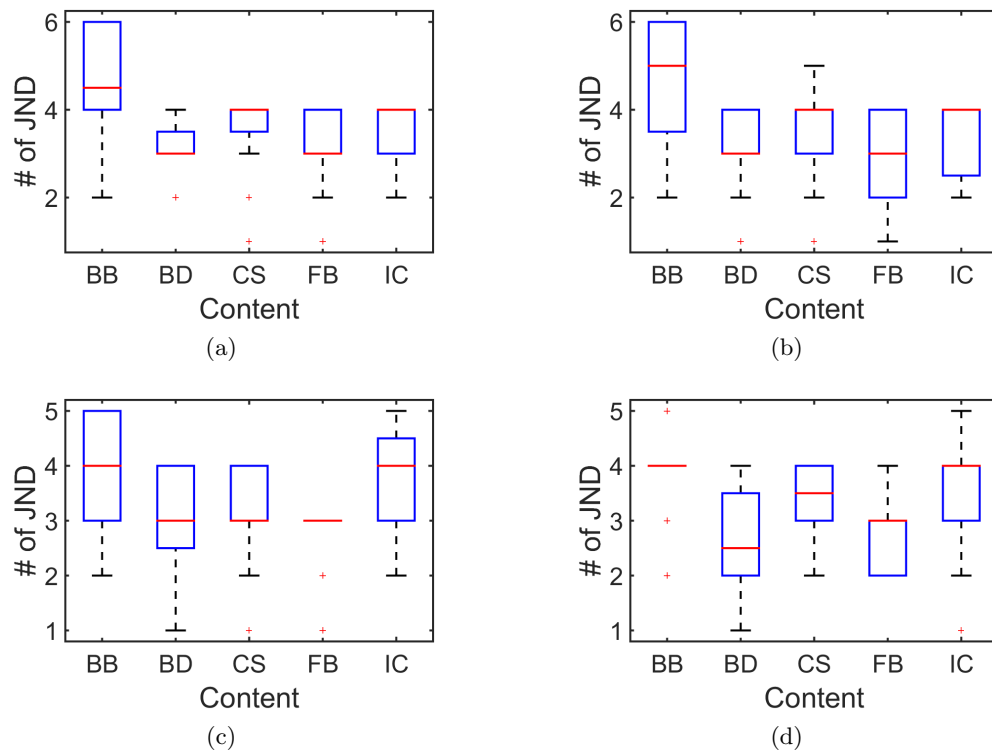 6
4
2
# of JND
BB BD CS FB IC
Content
(a)
6
4
2
# of JND
BB BD CS FB IC
Content
(b)
5
4
3
2
1
# of JND
BB BD CS FB IC
Content
(c)
5
4
3
2
1
# of JND
BB BD CS FB IC
Content
(d)